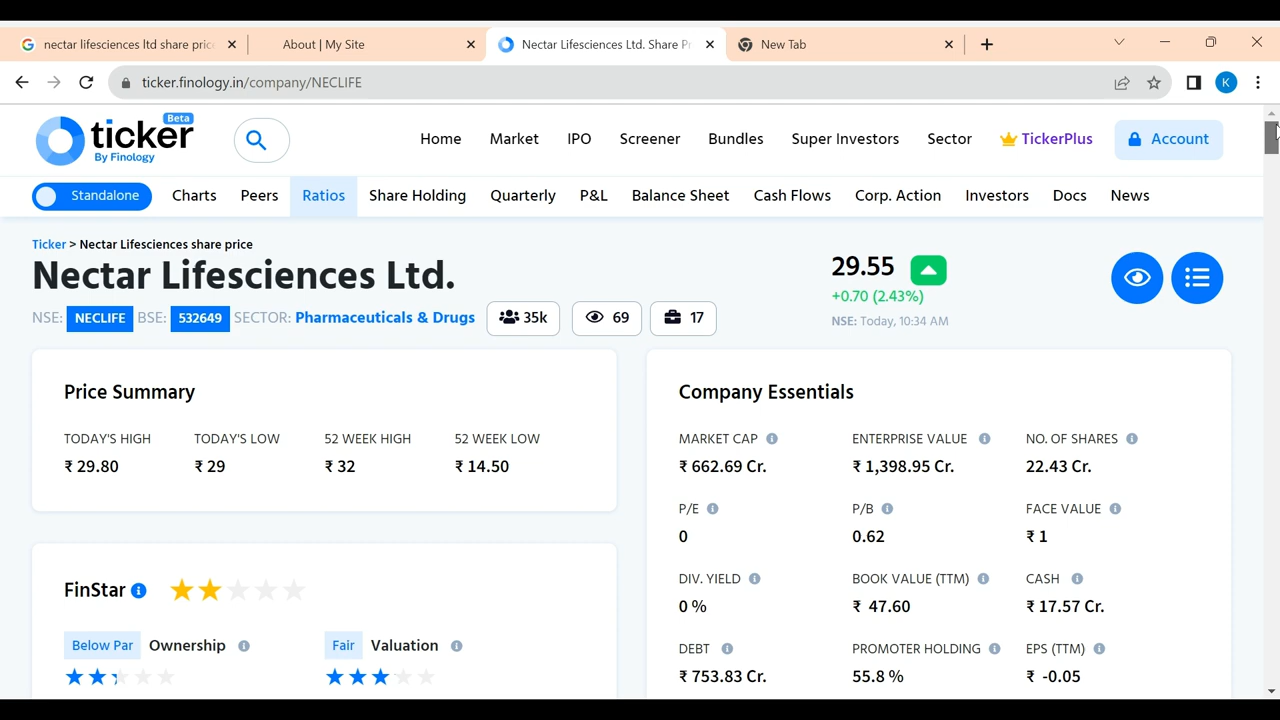 nectar lifesciences ltd share pric
About | My Site
Nectar Lifesciences Ltd. Share Pr
New Tab
ticker.finology.in/company/NECLIFE
K
ticker Beta
By Finology
Home Market IPO Screener Bundles Super Investors Sector TickerPlus Account
Standalone Charts Peers Ratios Share Holding Quarterly P&L Balance Sheet Cash Flows Corp. Action Investors Docs News
Ticker > Nectar Lifesciences share price
Nectar Lifesciences Ltd.
NSE: NECLIFE BSE: 532649 SECTOR: Pharmaceuticals & Drugs 35k 69 17
29.55
+0.70 (2.43%)
NSE: Today, 10:34 AM
Price Summary
TODAY'S HIGH TODAY'S LOW 52 WEEK HIGH 52 WEEK LOW
₹ 29.80 ₹ 29 ₹ 32 ₹ 14.50
FinStar
Below Par Ownership Fair Valuation
Company Essentials
MARKET CAP ENTERPRISE VALUE NO. OF SHARES
₹ 662.69 Cr. ₹ 1,398.95 Cr. 22.43 Cr.
P/E P/B FACE VALUE
0 0.62 ₹ 1
DIV. YIELD BOOK VALUE (TTM) CASH
0 % ₹ 47.60 ₹ 17.57 Cr.
DEBT PROMOTER HOLDING EPS (TTM)
₹ 753.83 Cr. 55.8 % ₹ -0.05